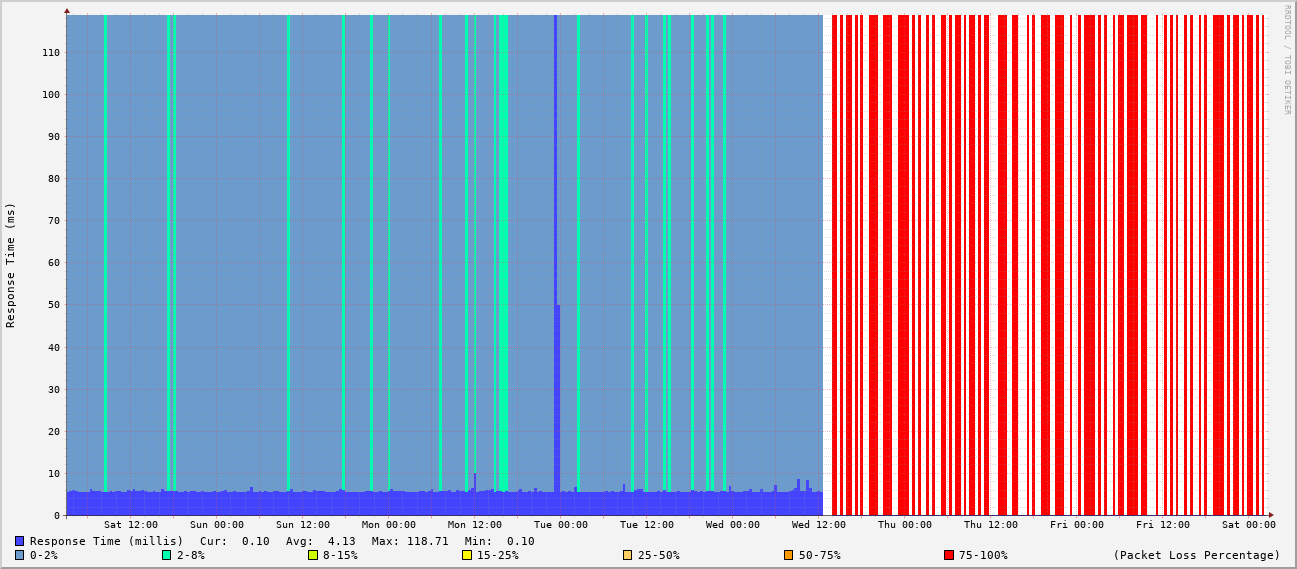 RRDTOOL / TOBI OETIKER
Response Time (ms)
110
100
90
80
70
60
50
40
30
20
10
0
Sat 12:00 Sun 00:00 Sun 12:00 Mon 00:00 Mon 12:00 Tue 00:00 Tue 12:00 Wed 00:00 Wed 12:00 Thu 00:00 Thu 12:00 Fri 00:00 Fri 12:00 Sat 00:00
Response Time (millis) Cur: 0.10 Avg: 4.13 Max: 118.71 Min: 0.10
0-2% 2-8% 8-15% 15-25% 25-50% 50-75% 75-100% (Packet Loss Percentage)